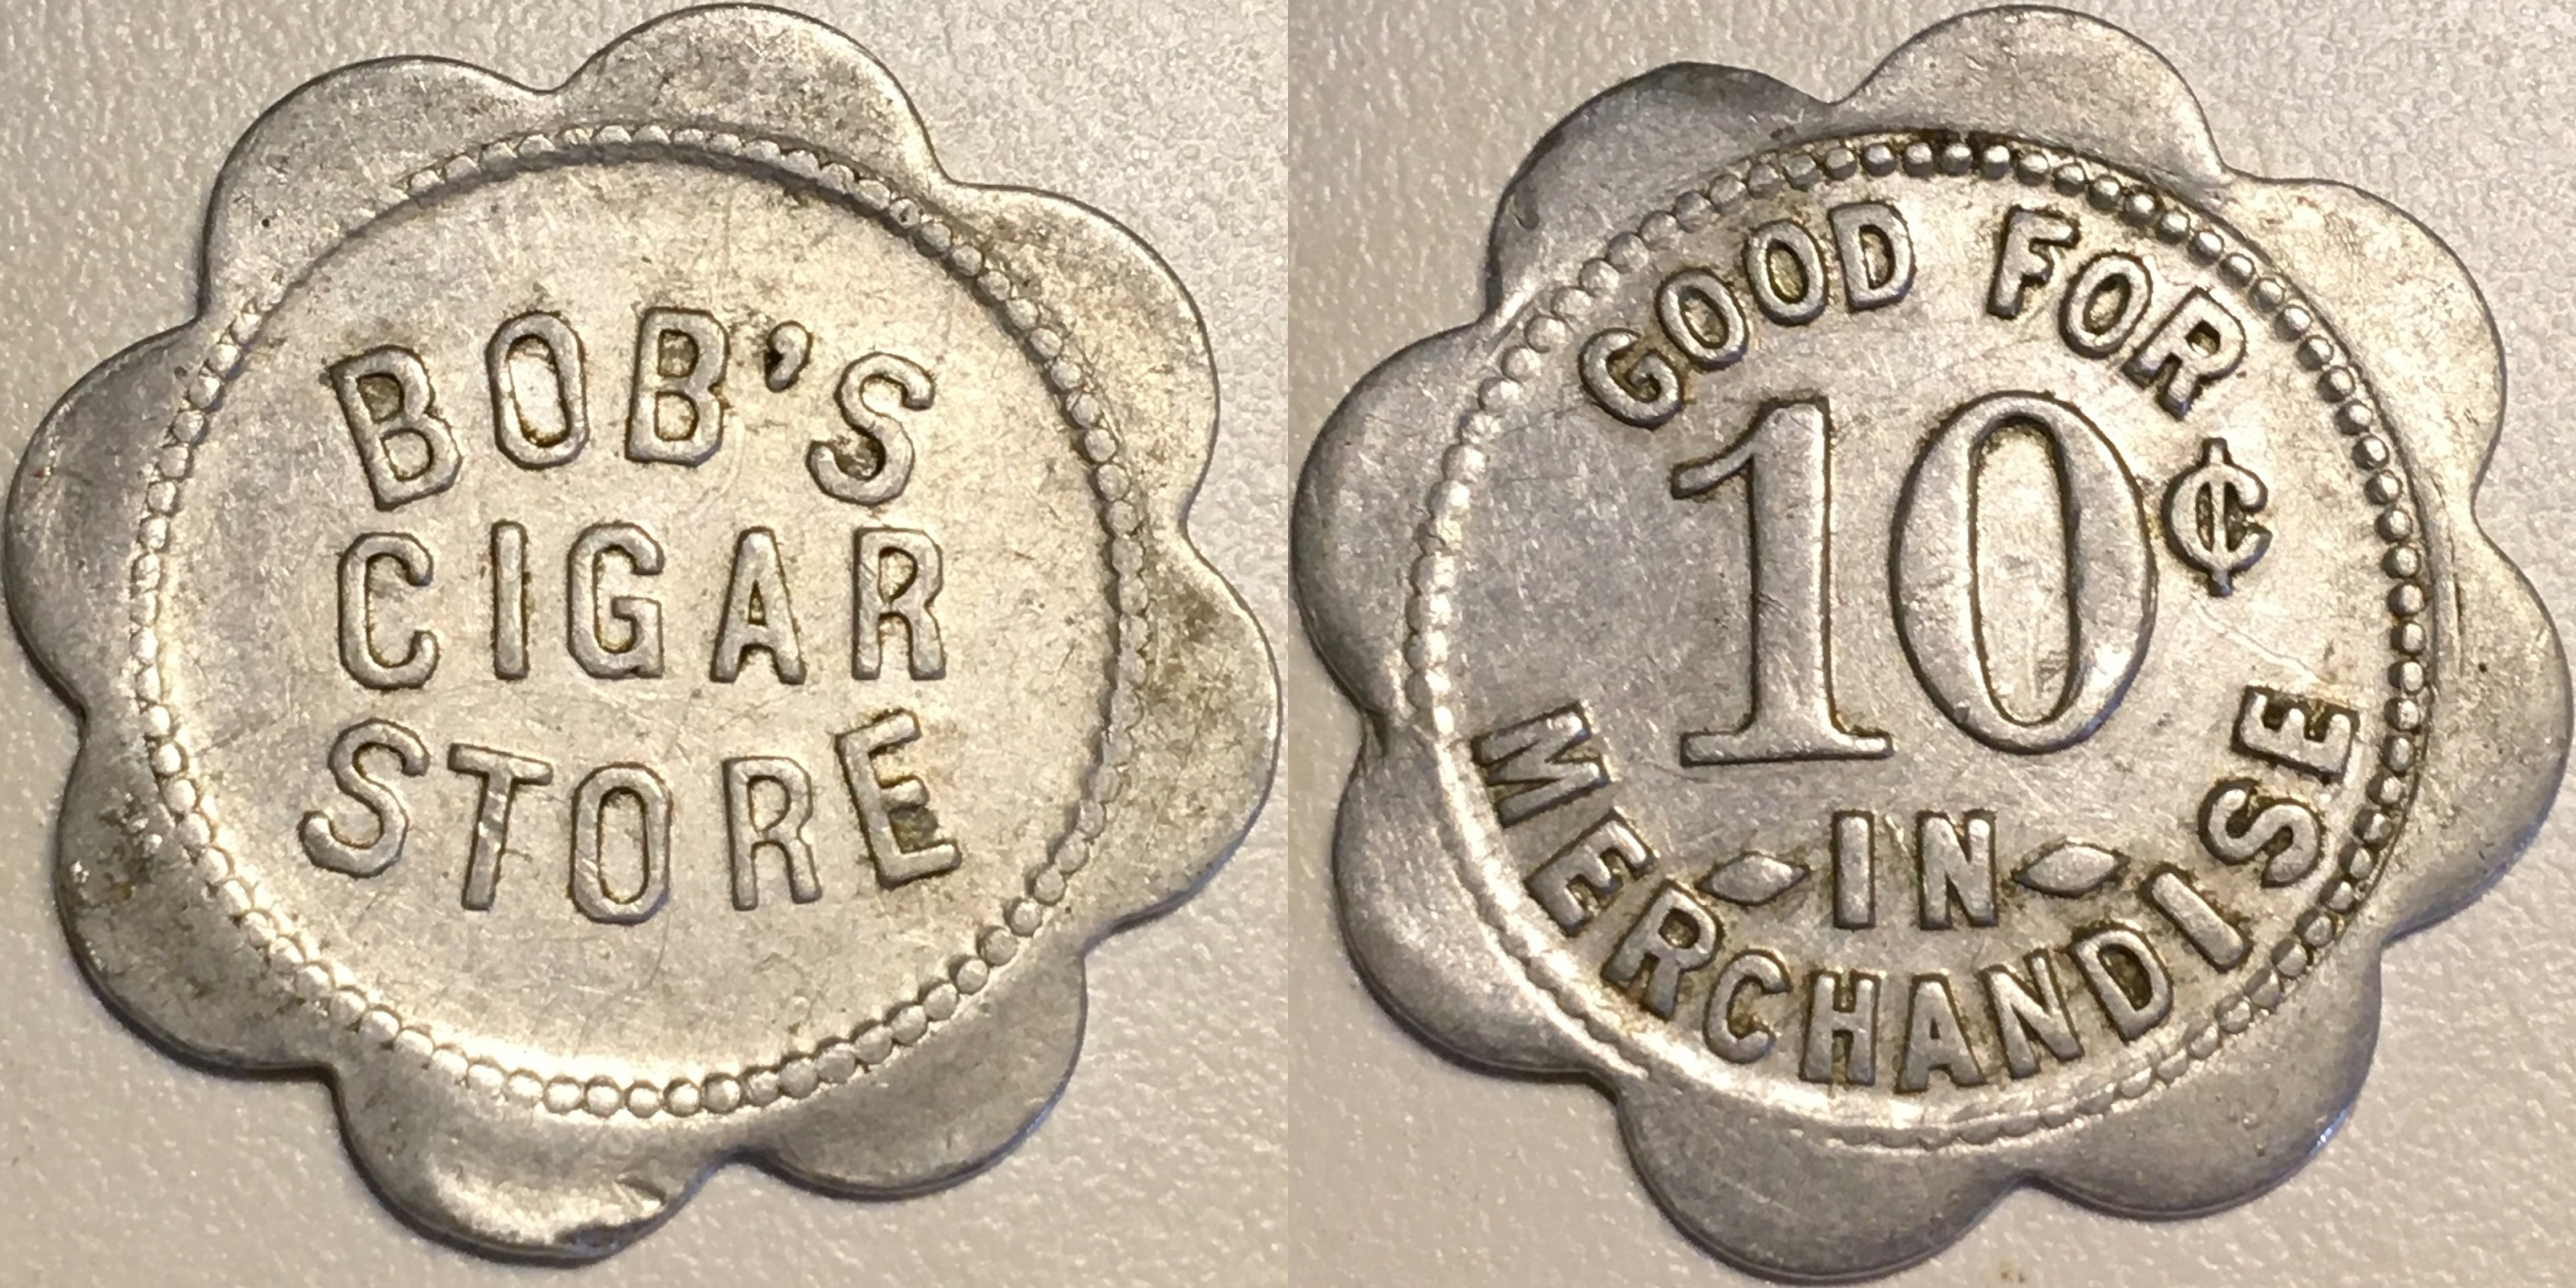 BOB'S
CIGAR
STORE
GOOD FOR
10¢
IN
MERCHANDISE